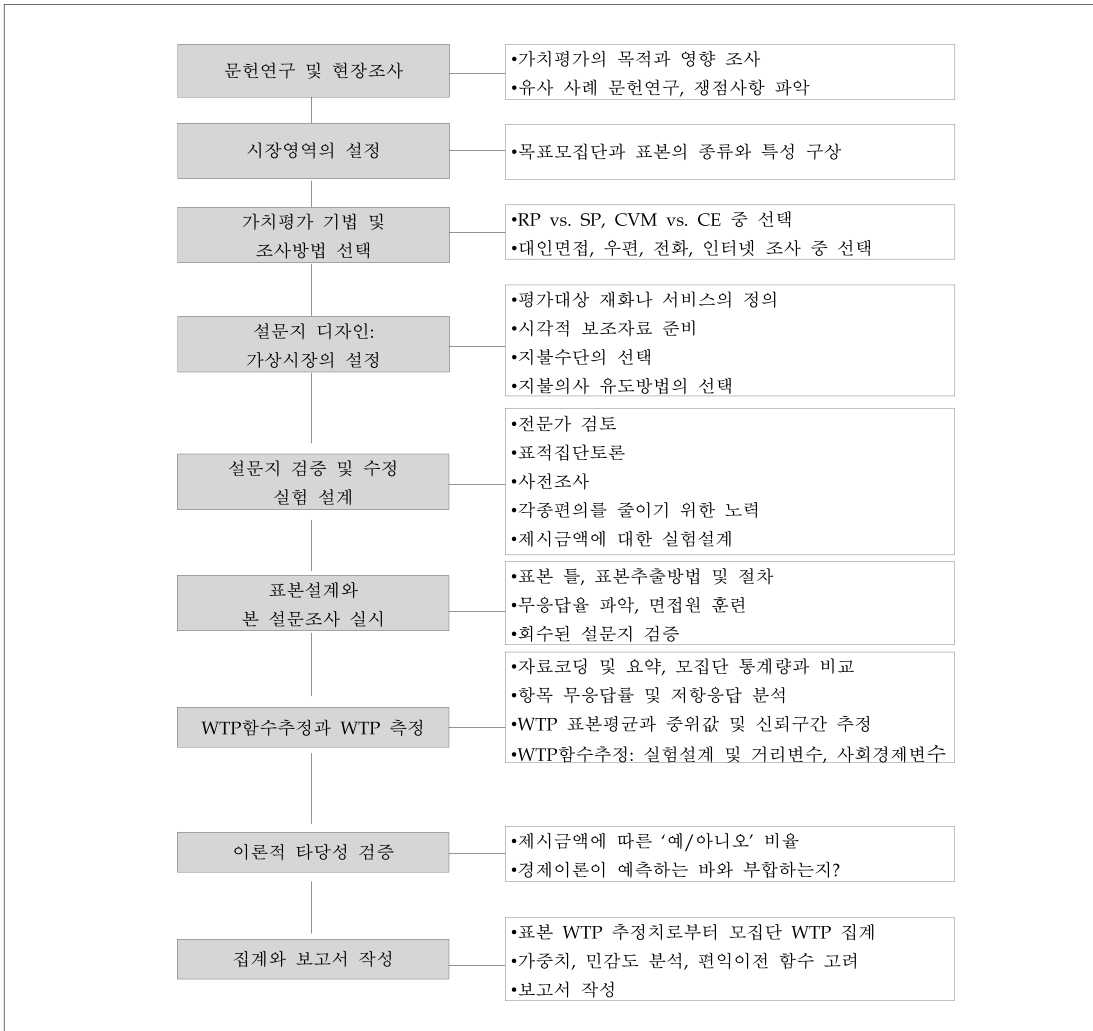 문헌연구 및 현장조사
•가치평가의 목적과 영향 조사
•유사 사례 문헌연구, 쟁점사항 파악
시장영역의 설정
•목표모집단과 표본의 종류와 특성 구상
가치평가 기법 및
조사방법 선택
•RP vs. SP, CVM vs. CE 중 선택
•대인면접, 우편, 전화, 인터넷 조사 중 선택
설문지 디자인:
가상시장의 설정
•평가대상 재화나 서비스의 정의
•시각적 보조자료 준비
•지불수단의 선택
•지불의사 유도방법의 선택
설문지 검증 및 수정
실험 설계
•전문가 검토
•표적집단토론
•사전조사
•각종편의를 줄이기 위한 노력
•제시금액에 대한 실험설계
표본설계와
본 설문조사 실시
•표본 틀, 표본추출방법 및 절차
•무응답율 파악, 면접원 훈련
•회수된 설문지 검증
WTP함수추정과 WTP 측정
•자료코딩 및 요약, 모집단 통계량과 비교
•항목 무응답률 및 저항응답 분석
•WTP 표본평균과 중위값 및 신뢰구간 추정
•WTP함수추정: 실험설계 및 거리변수, 사회경제변수
이론적 타당성 검증
•제시금액에 따른 ‘예/아니오’ 비율
•경제이론이 예측하는 바와 부합하는지?
집계와 보고서 작성
•표본 WTP 추정치로부터 모집단 WTP 집계
•가중치, 민감도 분석, 편익이전 함수 고려
•보고서 작성